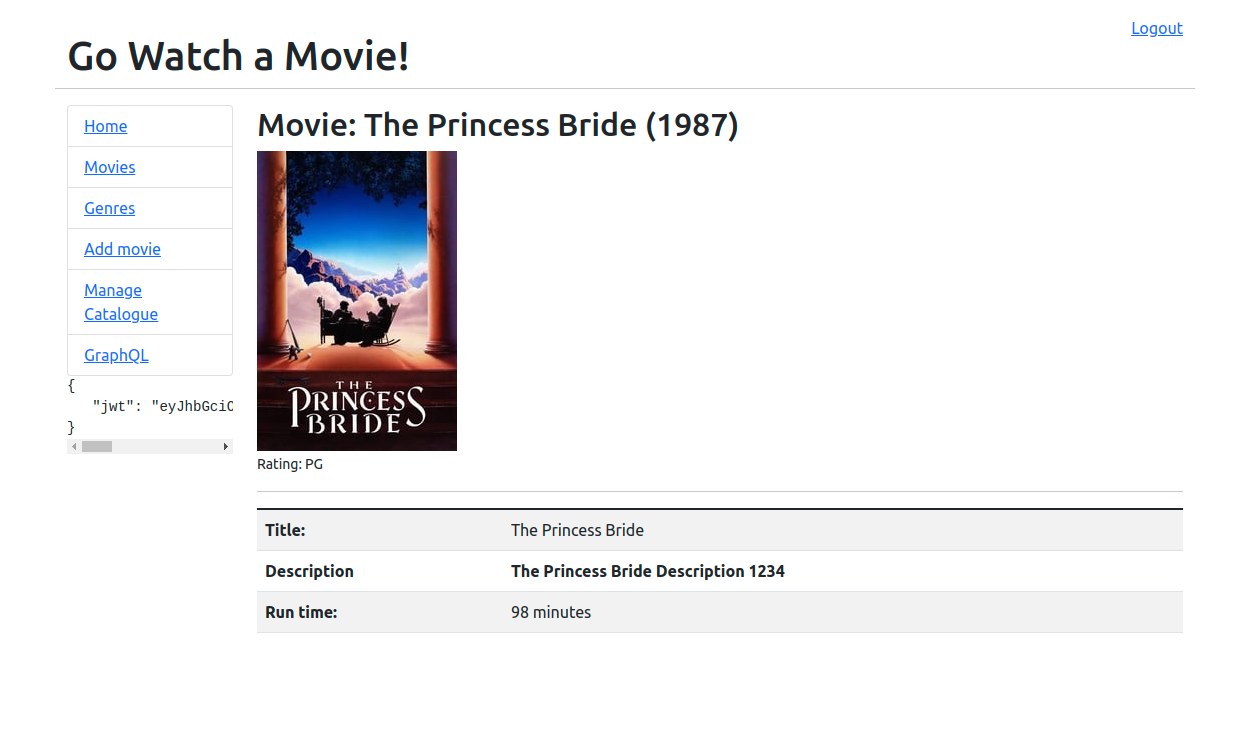 Logout
Go Watch a Movie!
Home
Movies
Genres
Add movie
Manage
Catalogue
GraphQL
{
"jwt": "eyJhbGciO
}
Movie: The Princess Bride (1987)
THE
PRINCESS
BRIDE
Rating: PG
Title: The Princess Bride
Description The Princess Bride Description 1234
Run time: 98 minutes